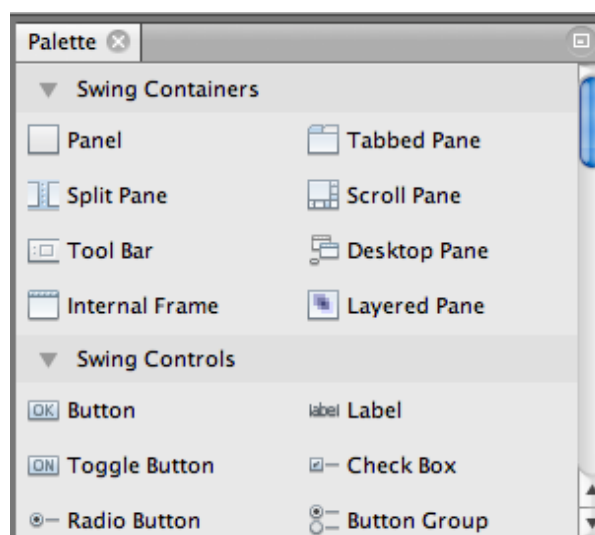 Palette
Swing Containers
Panel Tabbed Pane
Split Pane Scroll Pane
Tool Bar Desktop Pane
Internal Frame Layered Pane
Swing Controls
OK Button label Label
ON Toggle Button Check Box
Radio Button Button Group